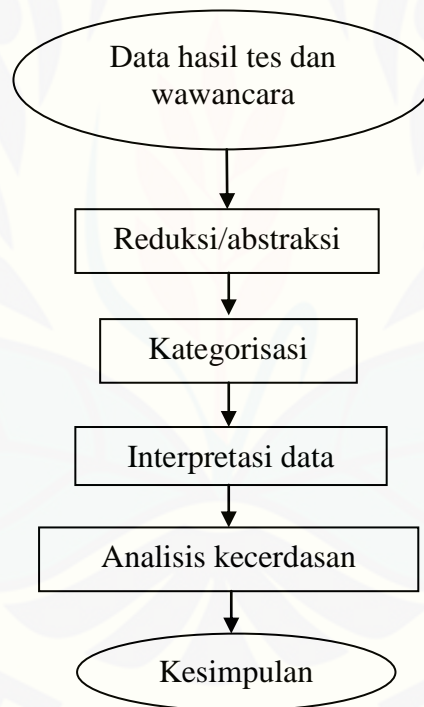 Data hasil tes dan
wawancara
Reduksi/abstraksi
Kategorisasi
Interpretasi data
Analisis kecerdasan
Kesimpulan